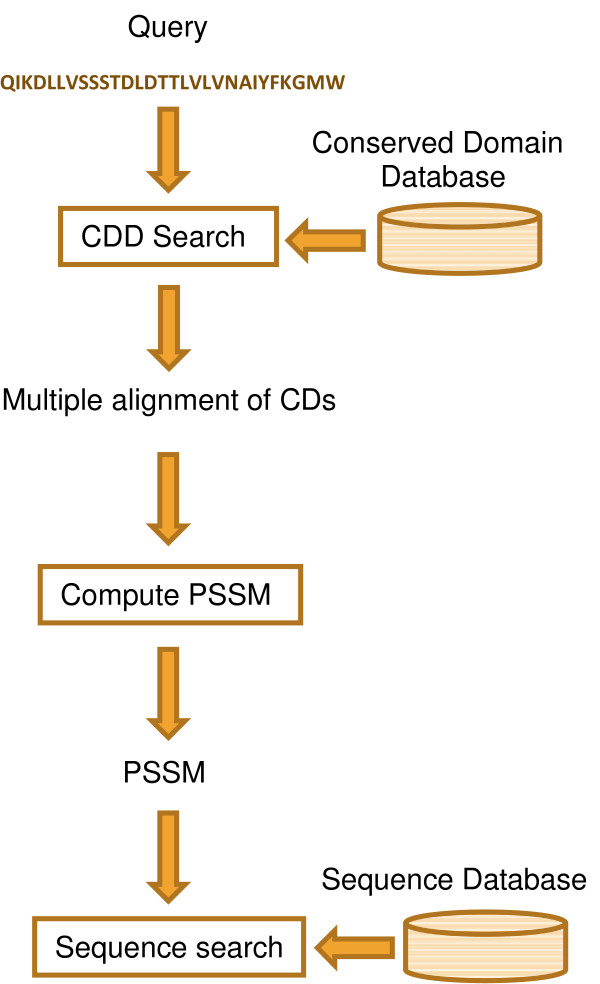 Query
QIKDLLVSSSTDLDTTLVLVNAIYFKGMW
Conserved Domain
Database
CDD Search
Multiple alignment of CDs
Compute PSSM
PSSM
Sequence Database
Sequence search